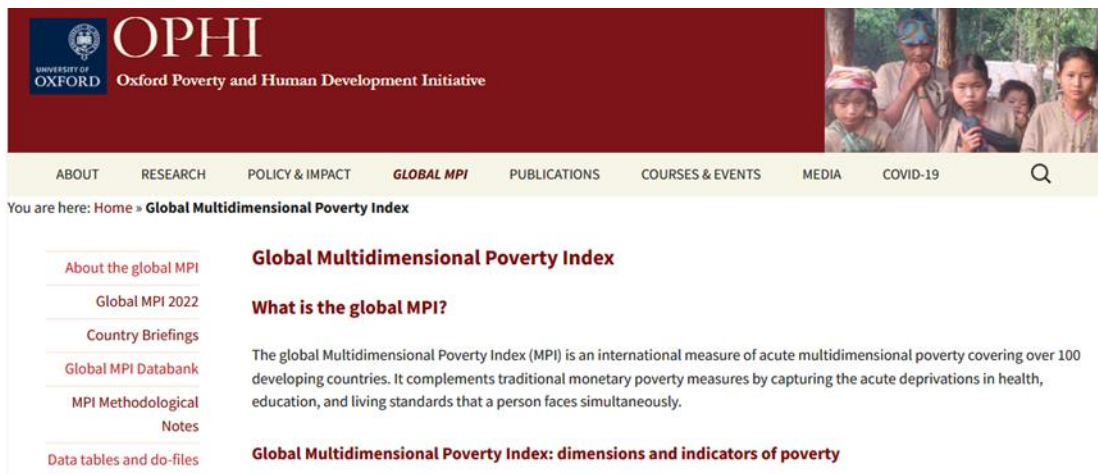 OPHI
UNIVERSITY OF
OXFORD
Oxford Poverty and Human Development Initiative
ABOUT RESEARCH POLICY & IMPACT GLOBAL MPI PUBLICATIONS COURSES & EVENTS MEDIA COVID-19
You are here: Home » Global Multidimensional Poverty Index
About the global MPI
Global MPI 2022
Country Briefings
Global MPI Databank
MPI Methodological
Notes
Data tables and do-files
Global Multidimensional Poverty Index
What is the global MPI?
The global Multidimensional Poverty Index (MPI) is an international measure of acute multidimensional poverty covering over 100
developing countries. It complements traditional monetary poverty measures by capturing the acute deprivations in health,
education, and living standards that a person faces simultaneously.
Global Multidimensional Poverty Index: dimensions and indicators of poverty